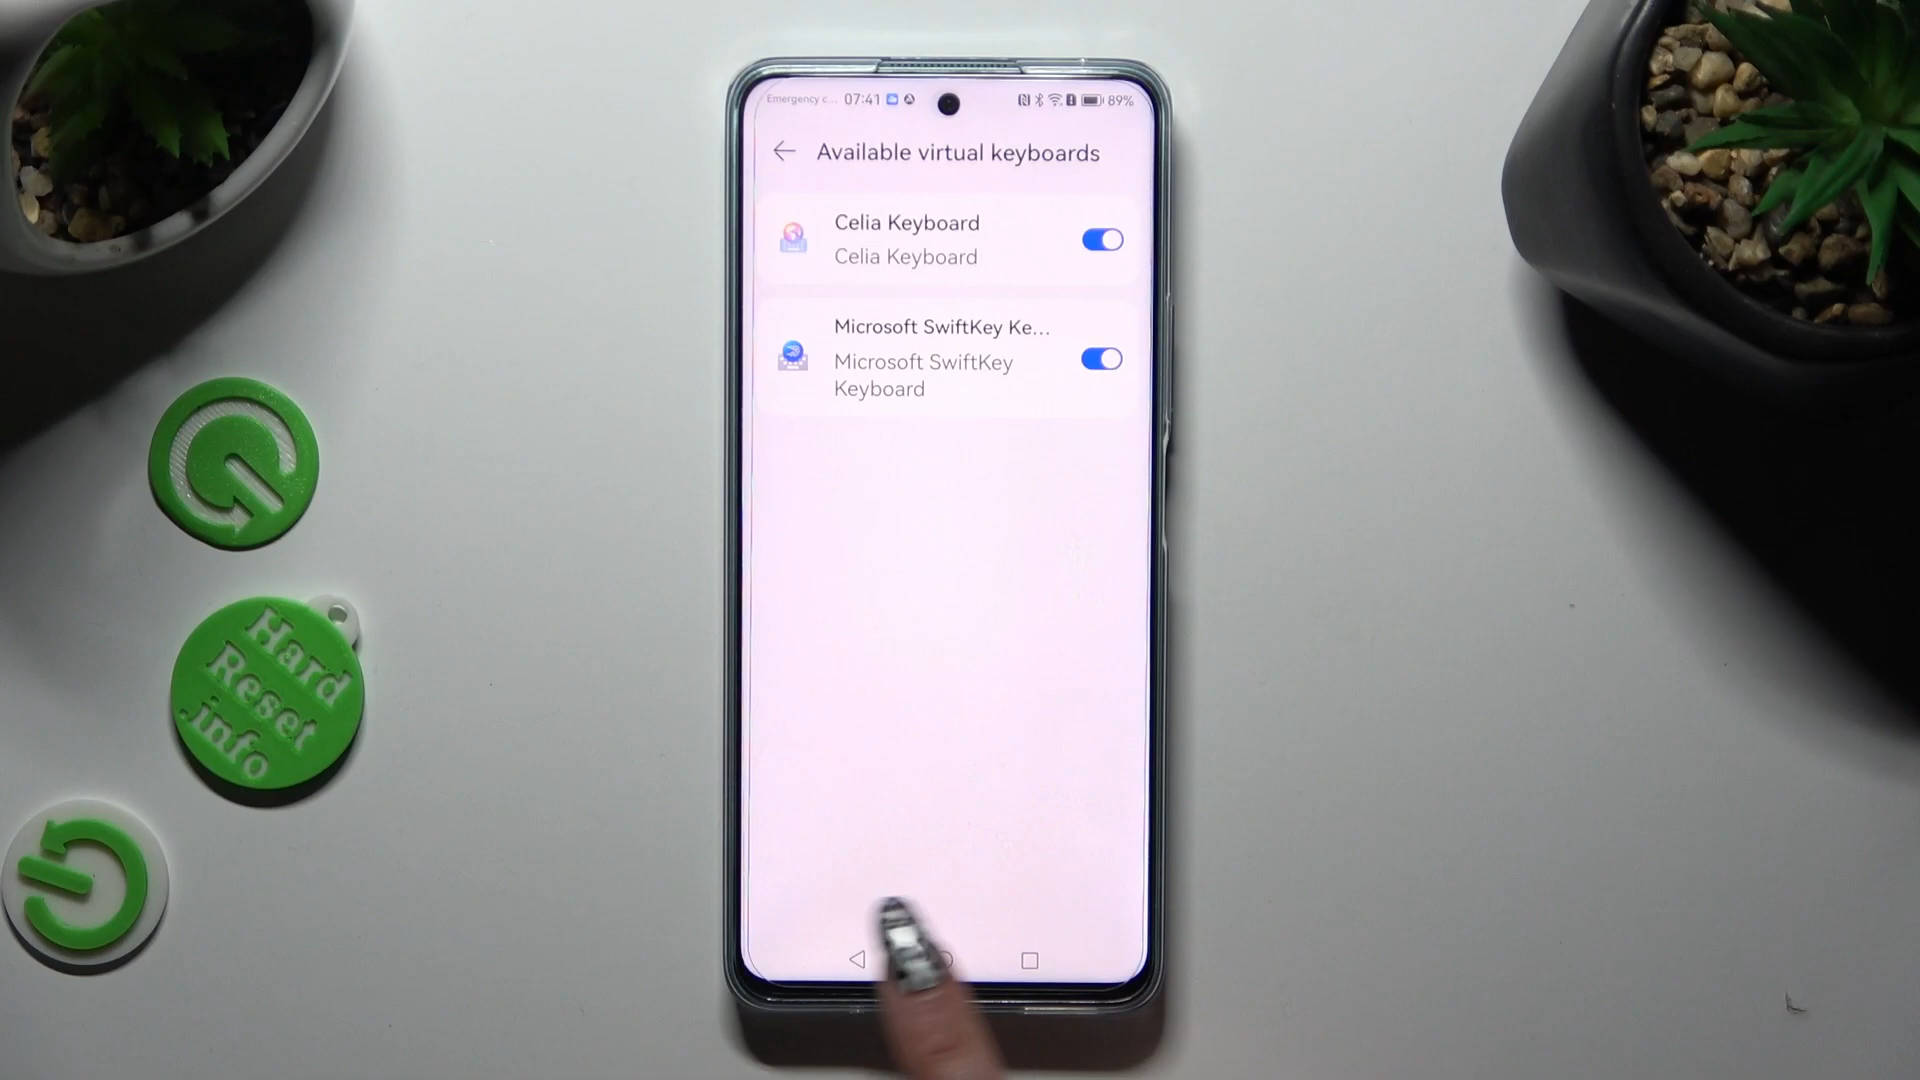 Emergency c... 07:41 89%
Available virtual keyboards
Celia Keyboard
Celia Keyboard
Microsoft SwiftKey Ke...
Microsoft SwiftKey
Keyboard
Hard
Reset
.info